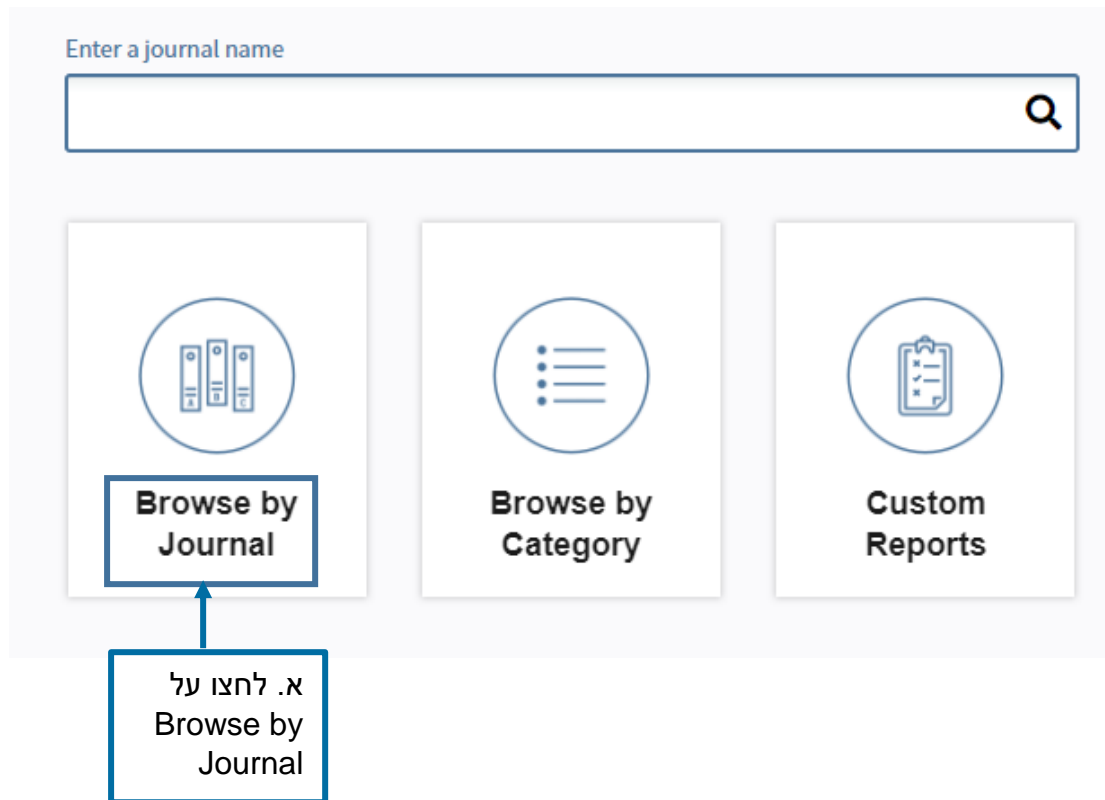 Enter a journal name
A
B
C
Browse by
Journal
Browse by
Category
Custom
Reports
א. לחצו על
Browse by
Journal